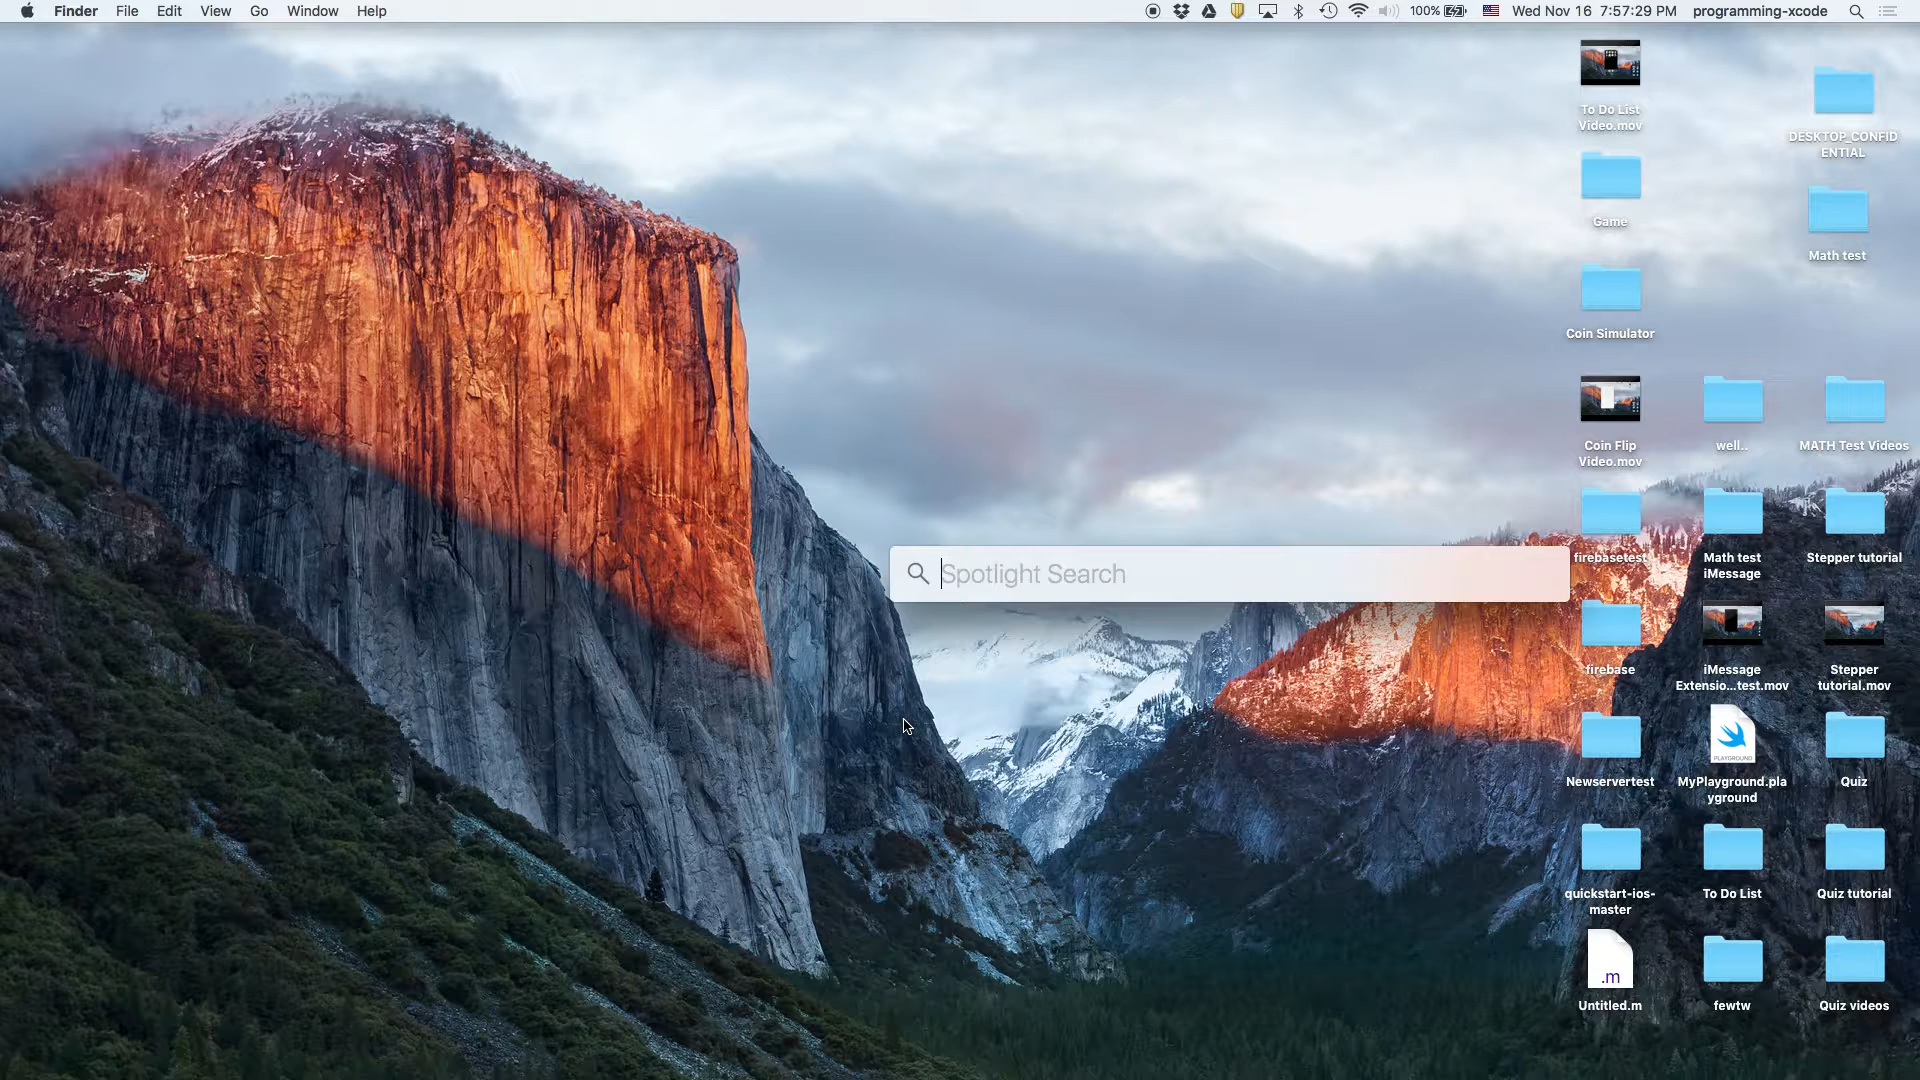 Finder File Edit View Go Window Help
100% Wed Nov 16 7:57:29 PM programming-xcode
To Do List
Video.mov
DESKTOP_CONFID
ENTIAL
Game
Math test
Coin Simulator
Coin Flip
Video.mov
well..
MATH Test Videos
Spotlight Search
firebasetest
Math test
iMessage
Stepper tutorial
firebase
iMessage
Extensio...test.mov
Stepper
tutorial.mov
Newservertest
PLAYGROUND
MyPlayground.pla
yground
Quiz
quickstart-ios-
master
To Do List
Quiz tutorial
.m
Untitled.m
fewtw
Quiz videos